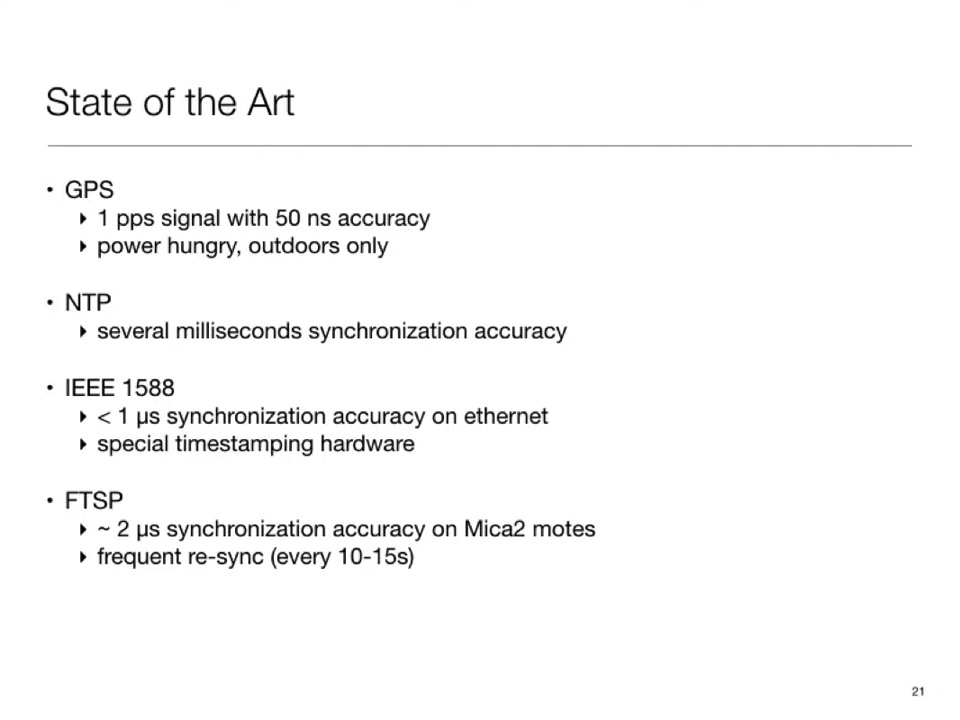 State of the Art
• GPS
‣ 1 pps signal with 50 ns accuracy
‣ power hungry, outdoors only
• NTP
‣ several milliseconds synchronization accuracy
• IEEE 1588
‣ < 1 µs synchronization accuracy on ethernet
‣ special timestamping hardware
• FTSP
‣ ~ 2 µs synchronization accuracy on Mica2 motes
‣ frequent re-sync (every 10-15s)
21